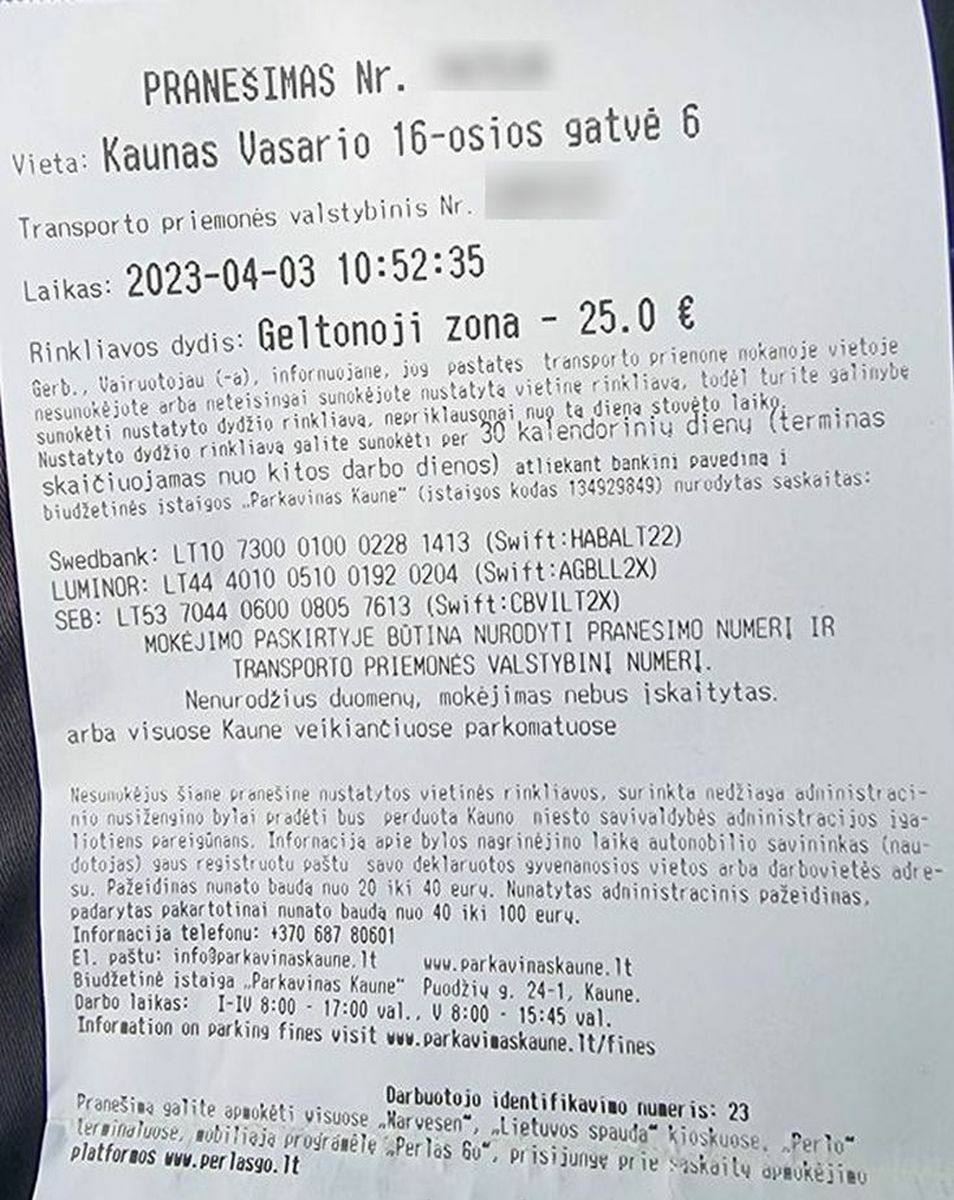 PRANEŠIMAS Nr.
Vieta: Kaunas Vasario 16-osios gatvė 6
Transporto priemonės valstybinis Nr.
Laikas: 2023-04-03 10:52:35
Rinkliavos dydis: Geltonoji zona - 25.0 €
Gerb., Vairuotojau (-a), informuojame, jog pastatęs transporto priemonę mokamoje vietoje
nesumokėjote arba neteisingai sumokėjote nustatytą vietinę rinkliavą, todėl turite galimybę
sumokėti nustatyto dydžio rinkliavą, nepriklausomai nuo tą dieną stovėto laiko.
Nustatyto dydžio rinkliavą galite sumokėti per 30 kalendorinių dienų (terminas
skaičiuojamas nuo kitos darbo dienos) atliekant bankinį pavedimą į
biudžetinės įstaigos „Parkavimas Kaune“ (įstaigos kodas 134929849) nurodytas sąskaitas:
Swedbank: LT10 7300 0100 0228 1413 (Swift:HABALT22)
LUMINOR: LT44 4010 0510 0192 0204 (Swift:AGBLL2X)
SEB: LT53 7044 0600 0805 7613 (Swift:CBVILT2X)
MOKĖJIMO PASKIRTYJE BŪTINA NURODYTI PRANESIMO NUMERĮ IR
TRANSPORTO PRIEMONĖS VALSTYBINĮ NUMERĮ.
Nenurodžius duomenų, mokėjimas nebus įskaitytas.
arba visuose Kaune veikiančiuose parkomatuose
Nesumokėjus šiame pranešime nustatytos vietinės rinkliavos, surinkta medžiaga administraci-
nio nusižengimo bylai pradėti bus perduota Kauno miesto savivaldybės administracijos įga-
liotiems pareigūnams. Informaciją apie bylos nagrinėjimo laiką automobilio savininkas (nau-
dotojas) gaus registruotu paštu savo deklaruotos gyvenamosios vietos arba darbovietės adre-
su. Pažeidimas numato baudą nuo 20 iki 40 eurų. Numatytas administracinis pažeidimas,
padarytas pakartotinai numato baudą nuo 40 iki 100 eurų.
Informacija telefonu: +370 687 80601
El. paštu: info@parkavimaskaune.lt www.parkavimaskaune.lt
Biudžetinė įstaiga „Parkavimas Kaune“ Puodžių g. 24-1, Kaune.
Darbo laikas: I-IV 8:00 - 17:00 val., V 8:00 - 15:45 val.
Information on parking fines visit www.parkavimaskaune.lt/fines
Darbuotojo identifikavimo numeris: 23
Pranešimą galite apmokėti visuose „Narvesen“, „Lietuvos spauda“ kioskuose, „Perlo“
terminaluose, mobiliąja programėle „Perlas Go“, prisijungę prie sąskaitų apmokėjimo
platformos www.perlasgo.lt